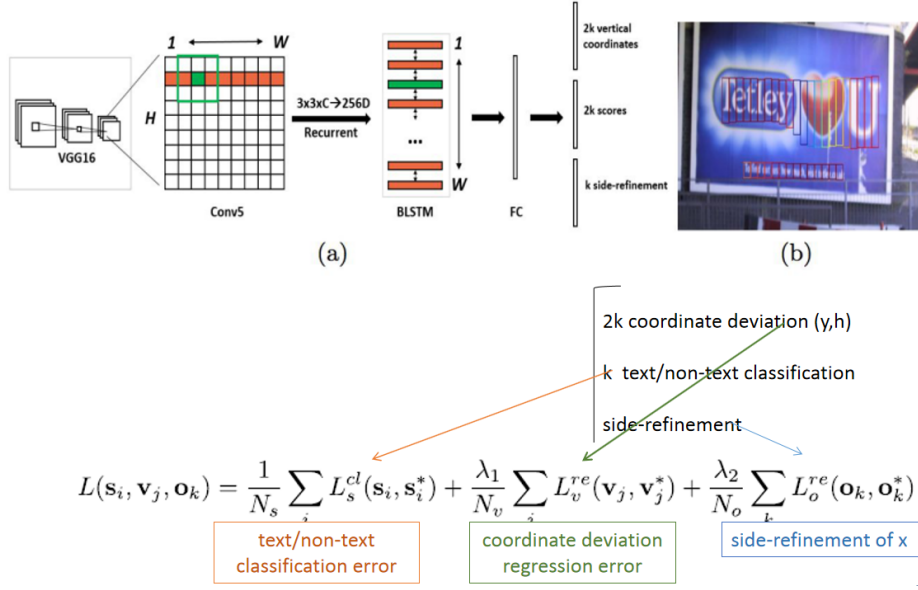 1 W
H
VGG16
Conv5
3x3xC→256D
Recurrent
1
...
W
BLSTM
FC
2k vertical
coordinates
2k scores
k side-refinement
Tetley U
(a)
(b)
2k coordinate deviation (y,h)
k text/non-text classification
side-refinement
L(s_i, v_j, o_k) = 1/N_s ∑_i L_s^{cl}(s_i, s_i^*) + λ_1/N_v ∑_j L_v^{re}(v_j, v_j^*) + λ_2/N_o ∑_k L_o^{re}(o_k, o_k^*)
text/non-text
classification error
coordinate deviation
regression error
side-refinement of x